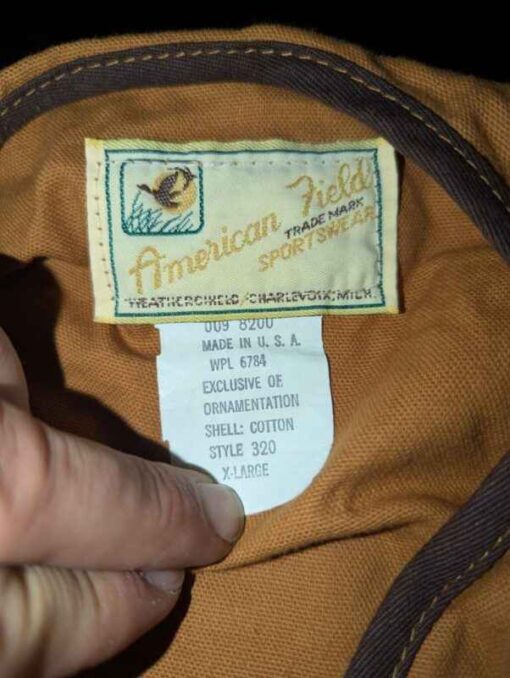 American Field
TRADE MARK
SPORTSWEAR
WEATHERSHIELD/CHARLEVOIX, MICH.
009 8200
MADE IN U. S. A.
WPL 6784
EXCLUSIVE OF
ORNAMENTATION
SHELL: COTTON
STYLE 320
X-LARGE